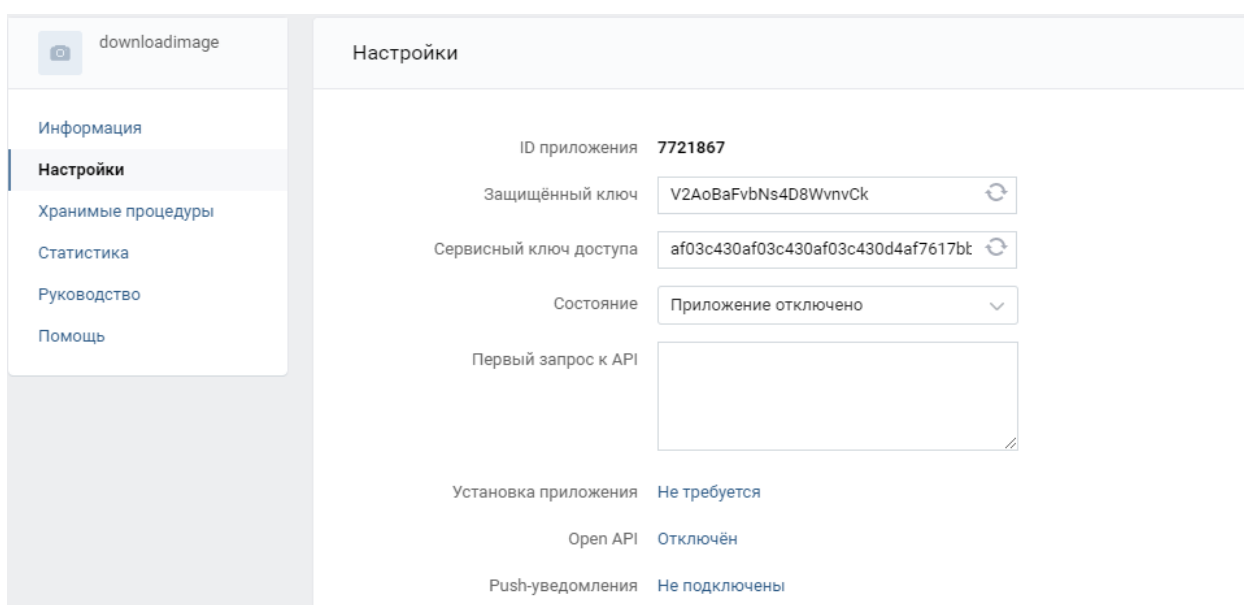 downloadimage
Настройки
Информация
Настройки
Хранимые процедуры
Статистика
Руководство
Помощь
ID приложения 7721867
Защищённый ключ V2AoBaFvbNs4D8WvnvCk
Сервисный ключ доступа af03c430af03c430af03c430d4af7617bb
Состояние Приложение отключено
Первый запрос к API
Установка приложения Не требуется
Open API Отключён
Push-уведомления Не подключены